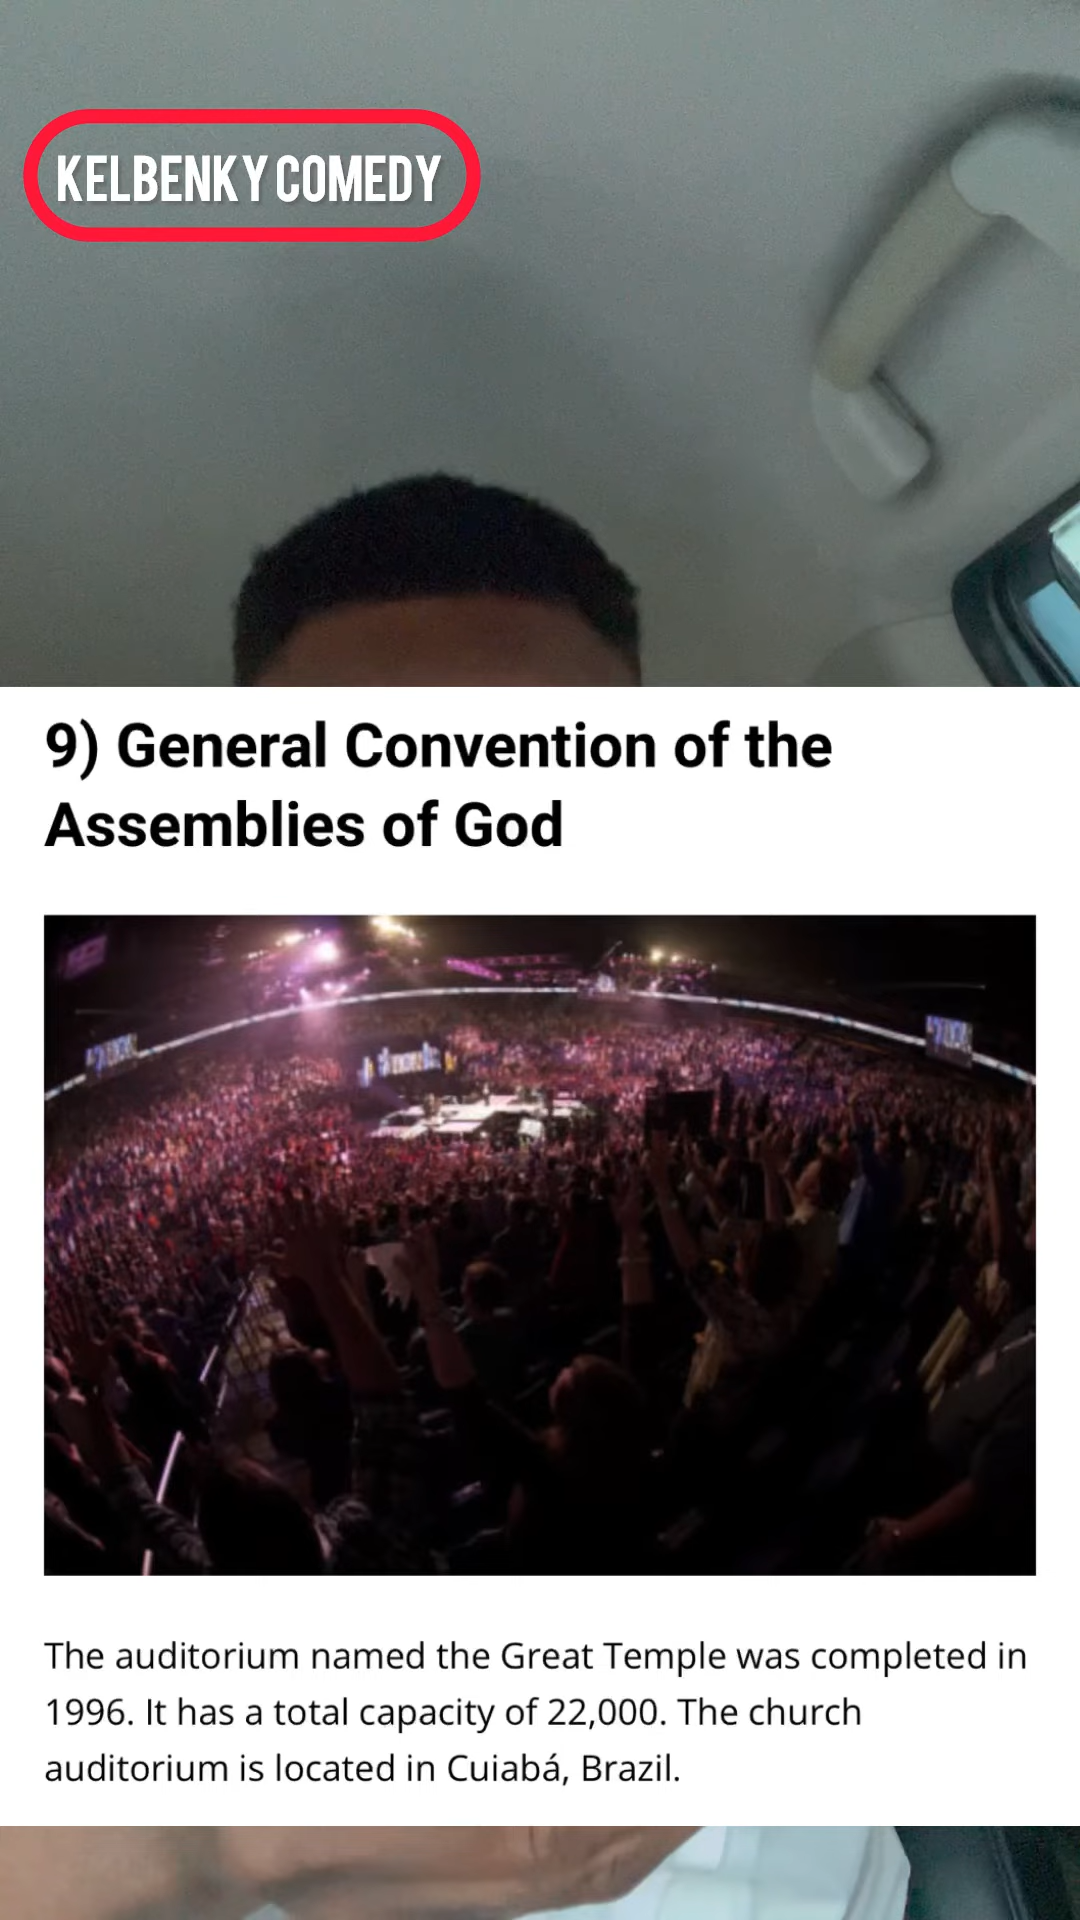 KELBENKY COMEDY
9) General Convention of the
Assemblies of God
The auditorium named the Great Temple was completed in
1996. It has a total capacity of 22,000. The church
auditorium is located in Cuiabá, Brazil.